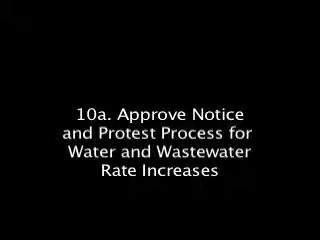 10a. Approve Notice
and Protest Process for
Water and Wastewater
Rate Increases